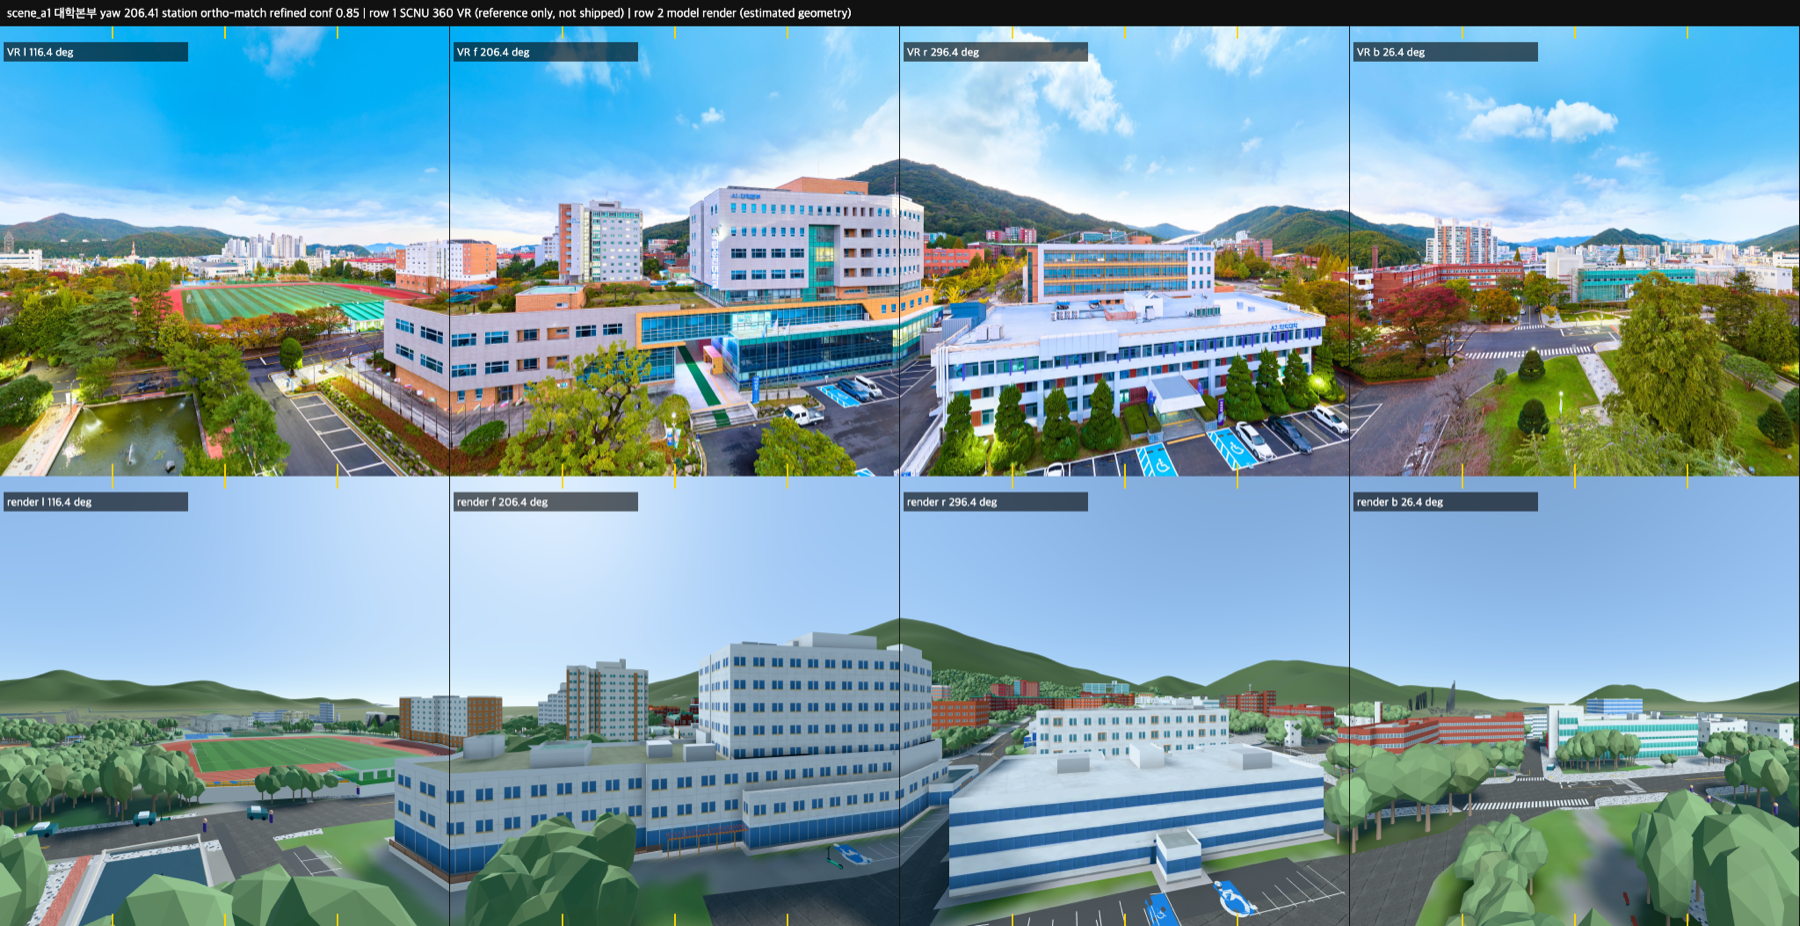 scene_a1 대학본부 yaw 206.41 station ortho-match refined conf 0.85 | row 1 SCNU 360 VR (reference only, not shipped) | row 2 model render (estimated geometry)
VR l 116.4 deg
VR f 206.4 deg
VR r 296.4 deg
VR b 26.4 deg
render l 116.4 deg
render f 206.4 deg
render r 296.4 deg
render b 26.4 deg